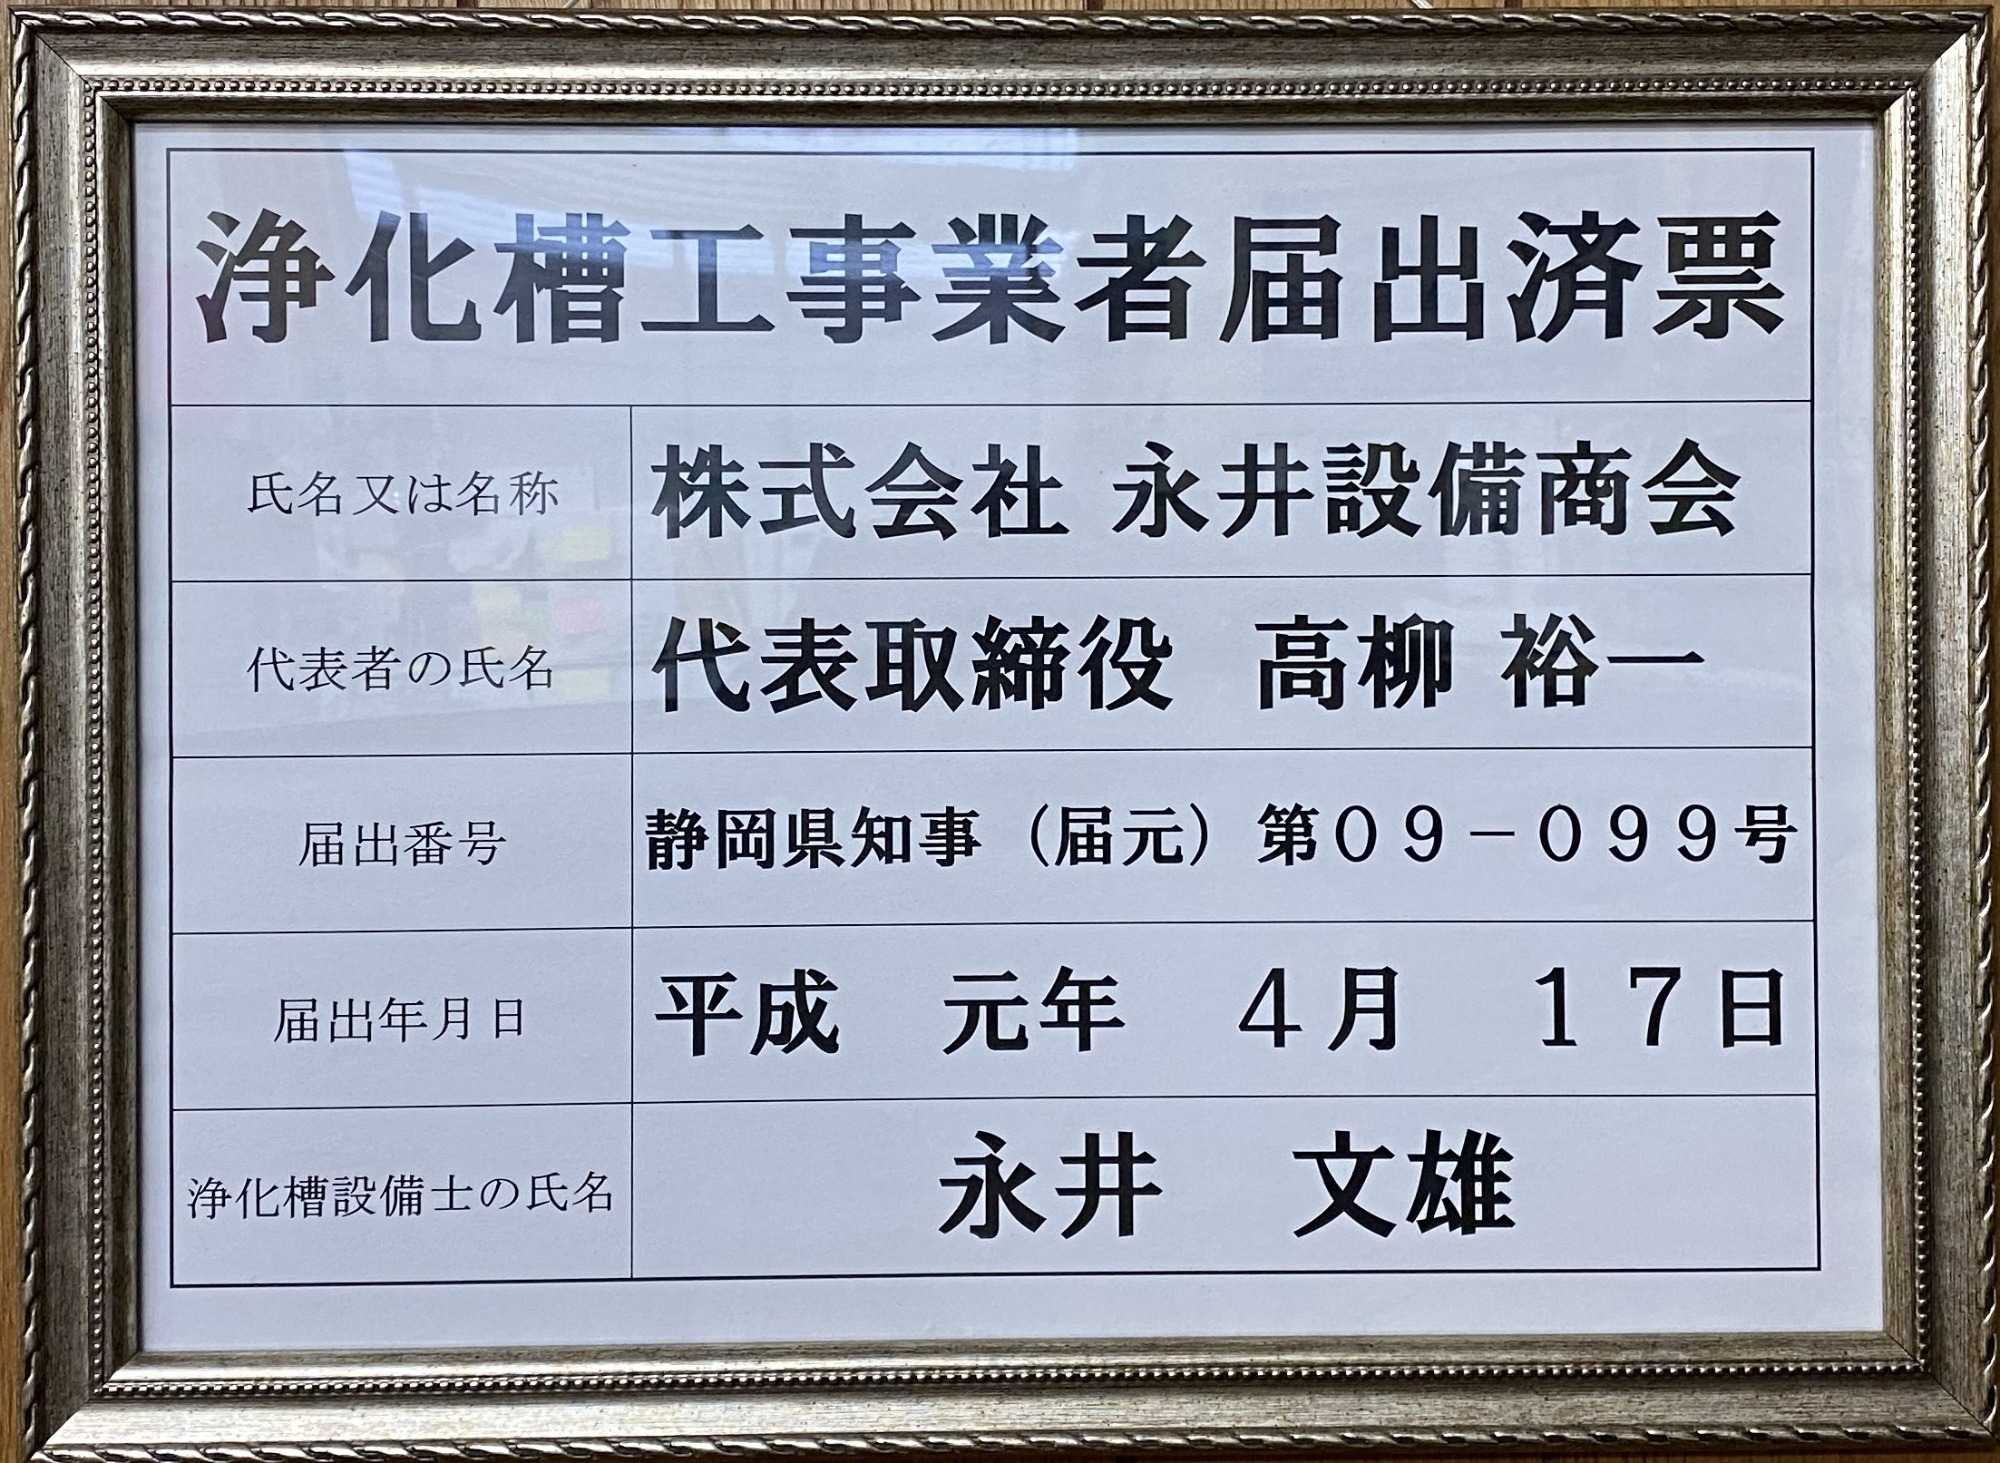 浄化槽工事業者届出済票
氏名又は名称 株式会社 永井設備商会
代表者の氏名 代表取締役 高柳 裕一
届出番号 静岡県知事（届元）第０９－０９９号
届出年月日 平成 元年 ４月 １７日
浄化槽設備士の氏名 永井 文雄